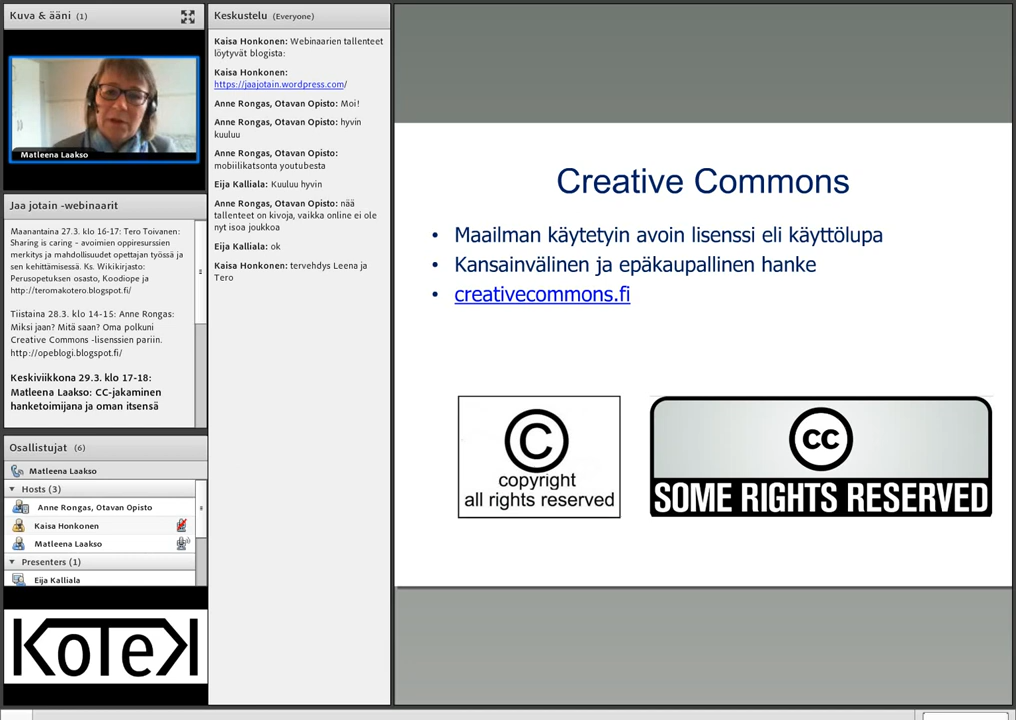 Kuva & ääni (1)
Matleena Laakso
Jaa jotain -webinaarit
Maanantaina 27.3. klo 16-17: Tero Toivanen:
Sharing is caring - avoimien oppiresurssien
merkitys ja mahdollisuudet opettajan työssä ja
sen kehittämisessä. Ks. Wikikirjasto:
Perusopetuksen osasto, Koodiope ja
http://teromakotero.blogspot.fi/
Tiistaina 28.3. klo 14-15: Anne Rongas:
Miksi jaan? Mitä saan? Oma polkuni
Creative Commons -lisenssien pariin.
http://opeblogi.blogspot.fi/
Keskiviikkona 29.3. klo 17-18:
Matleena Laakso: CC-jakaminen
hanketoimijana ja oman itsensä
Osallistujat (6)
Matleena Laakso
Hosts (3)
Anne Rongas, Otavan Opisto
Kaisa Honkonen
Matleena Laakso
Presenters (1)
Eija Kalliala
KoTeK
Keskustelu (Everyone)
Kaisa Honkonen: Webinaarien tallenteet
löytyvät blogista:
Kaisa Honkonen:
https://jaajotain.wordpress.com/
Anne Rongas, Otavan Opisto: Moi!
Anne Rongas, Otavan Opisto: hyvin
kuuluu
Anne Rongas, Otavan Opisto:
mobiilikatsonta youtubesta
Eija Kalliala: Kuuluu hyvin
Anne Rongas, Otavan Opisto: nää
tallenteet on kivoja, vaikka online ei ole
nyt isoa joukkoa
Eija Kalliala: ok
Kaisa Honkonen: tervehdys Leena ja
Tero
Creative Commons
• Maailman käytetyin avoin lisenssi eli käyttölupa
• Kansainvälinen ja epäkaupallinen hanke
• creativecommons.fi
C
copyright
all rights reserved
cc
SOME RIGHTS RESERVED